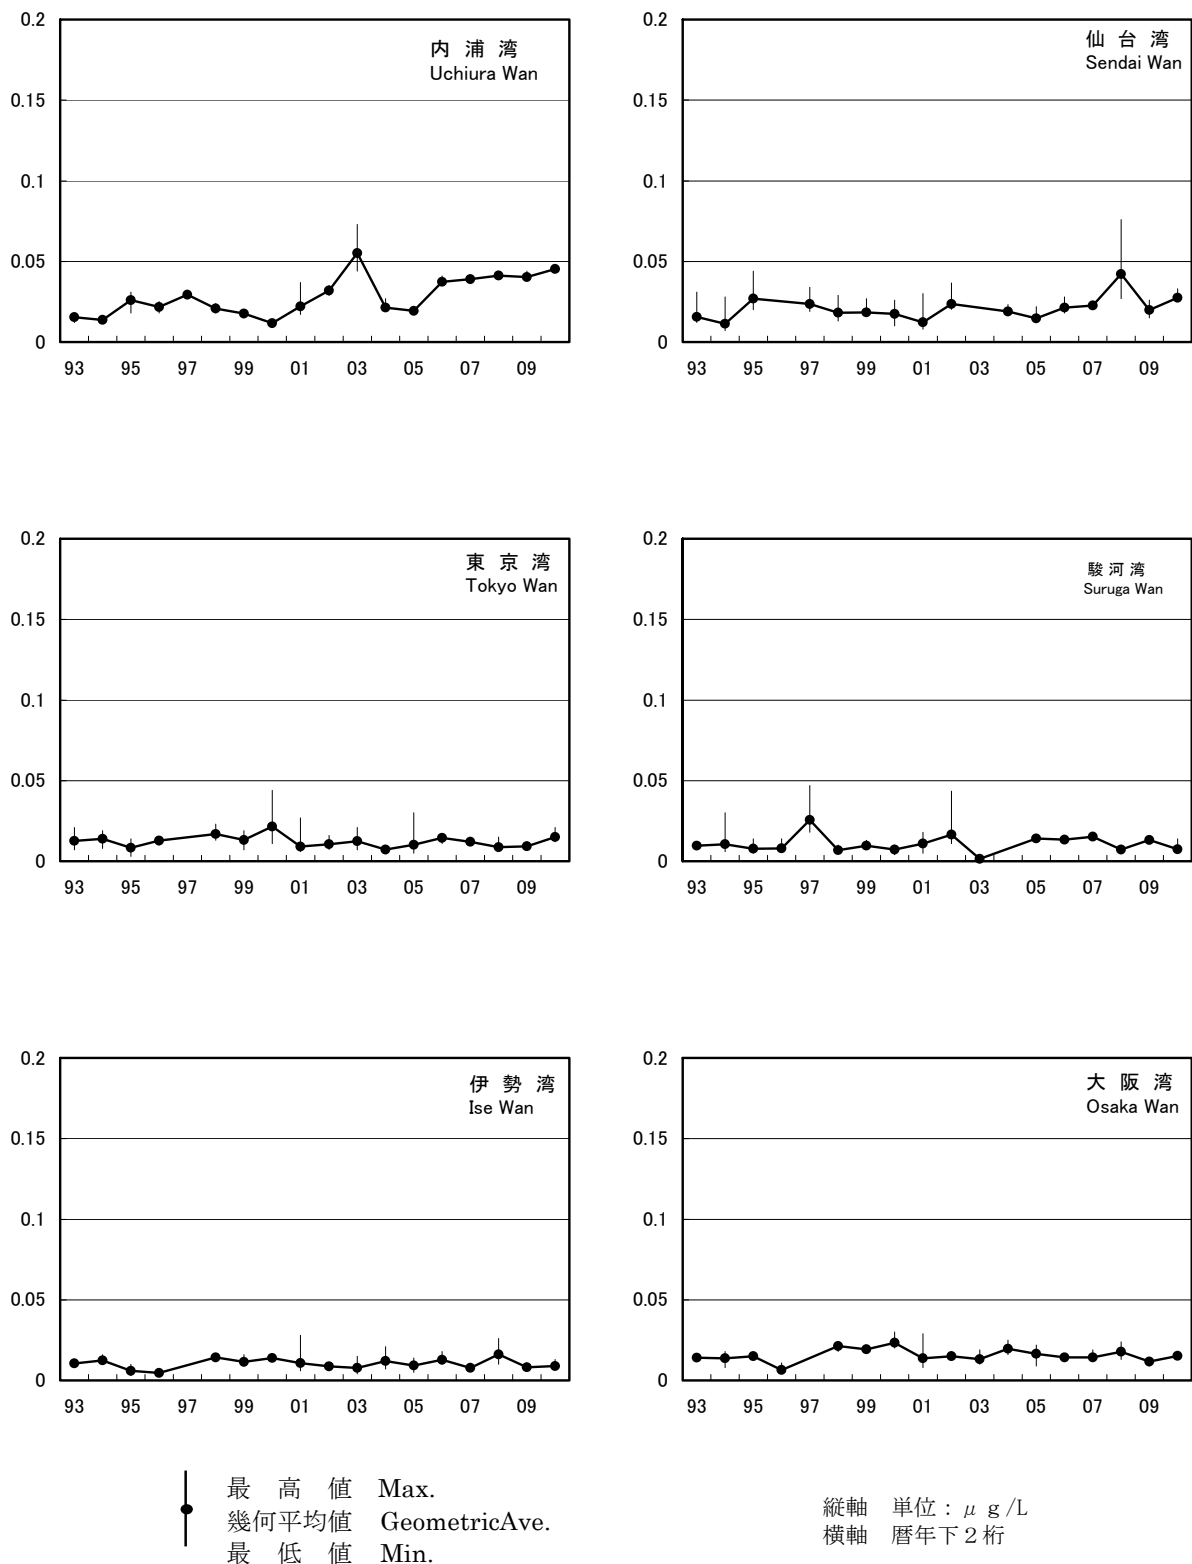 0.2
0.15
0.1
0.05
0
内 浦 湾
Uchiura Wan
93 95 97 99 01 03 05 07 09
0.2
0.15
0.1
0.05
0
仙 台 湾
Sendai Wan
93 95 97 99 01 03 05 07 09
0.2
0.15
0.1
0.05
0
東 京 湾
Tokyo Wan
93 95 97 99 01 03 05 07 09
0.2
0.15
0.1
0.05
0
駿 河 湾
Suruga Wan
93 95 97 99 01 03 05 07 09
0.2
0.15
0.1
0.05
0
伊 勢 湾
Ise Wan
93 95 97 99 01 03 05 07 09
0.2
0.15
0.1
0.05
0
大 阪 湾
Osaka Wan
93 95 97 99 01 03 05 07 09
最 高 値 Max.
幾何平均値 GeometricAve.
最 低 値 Min.
縦軸 単位：μg/L
横軸 暦年下２桁